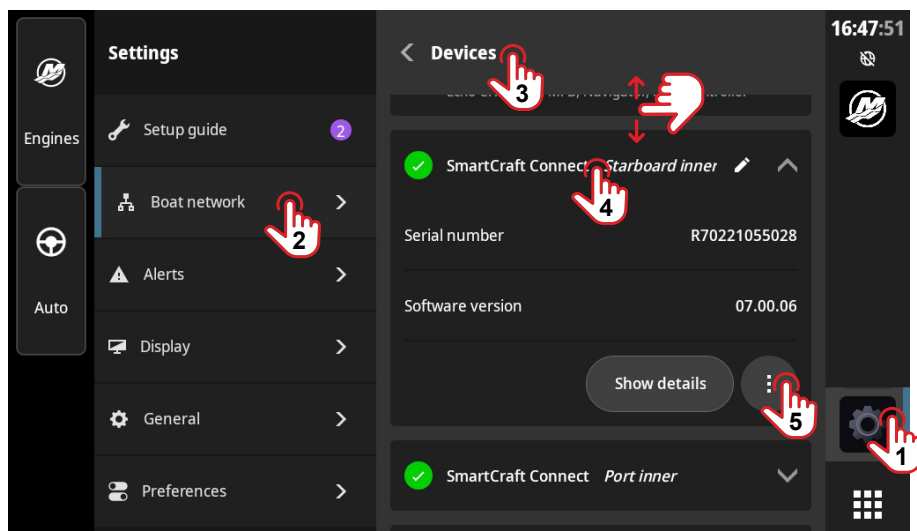 16:47:51
Engines
Auto
Settings
Setup guide 2
Boat network
2
Alerts
Display
General
Preferences
Devices
3
SmartCraft Connect Starboard inner
4
Serial number R70221055028
Software version 07.00.06
Show details
5
SmartCraft Connect Port inner
1